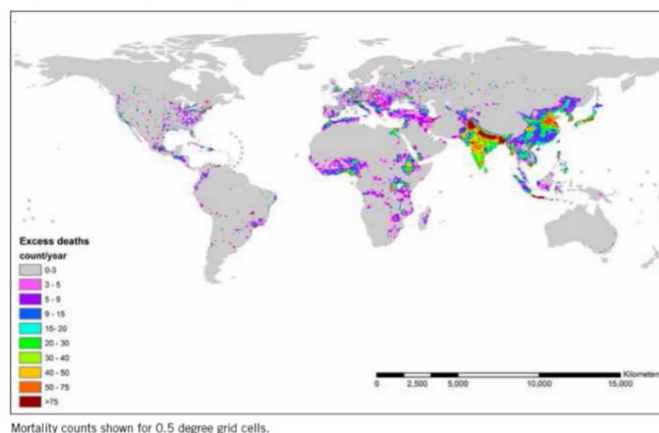 Excess deaths
count/year
0-3
3 - 5
5 - 9
9 - 15
15- 20
20 - 30
30 - 40
40 - 50
50 - 75
>75
Kilometers
0 2,500 5,000 10,000 15,000
Mortality counts shown for 0.5 degree grid cells.